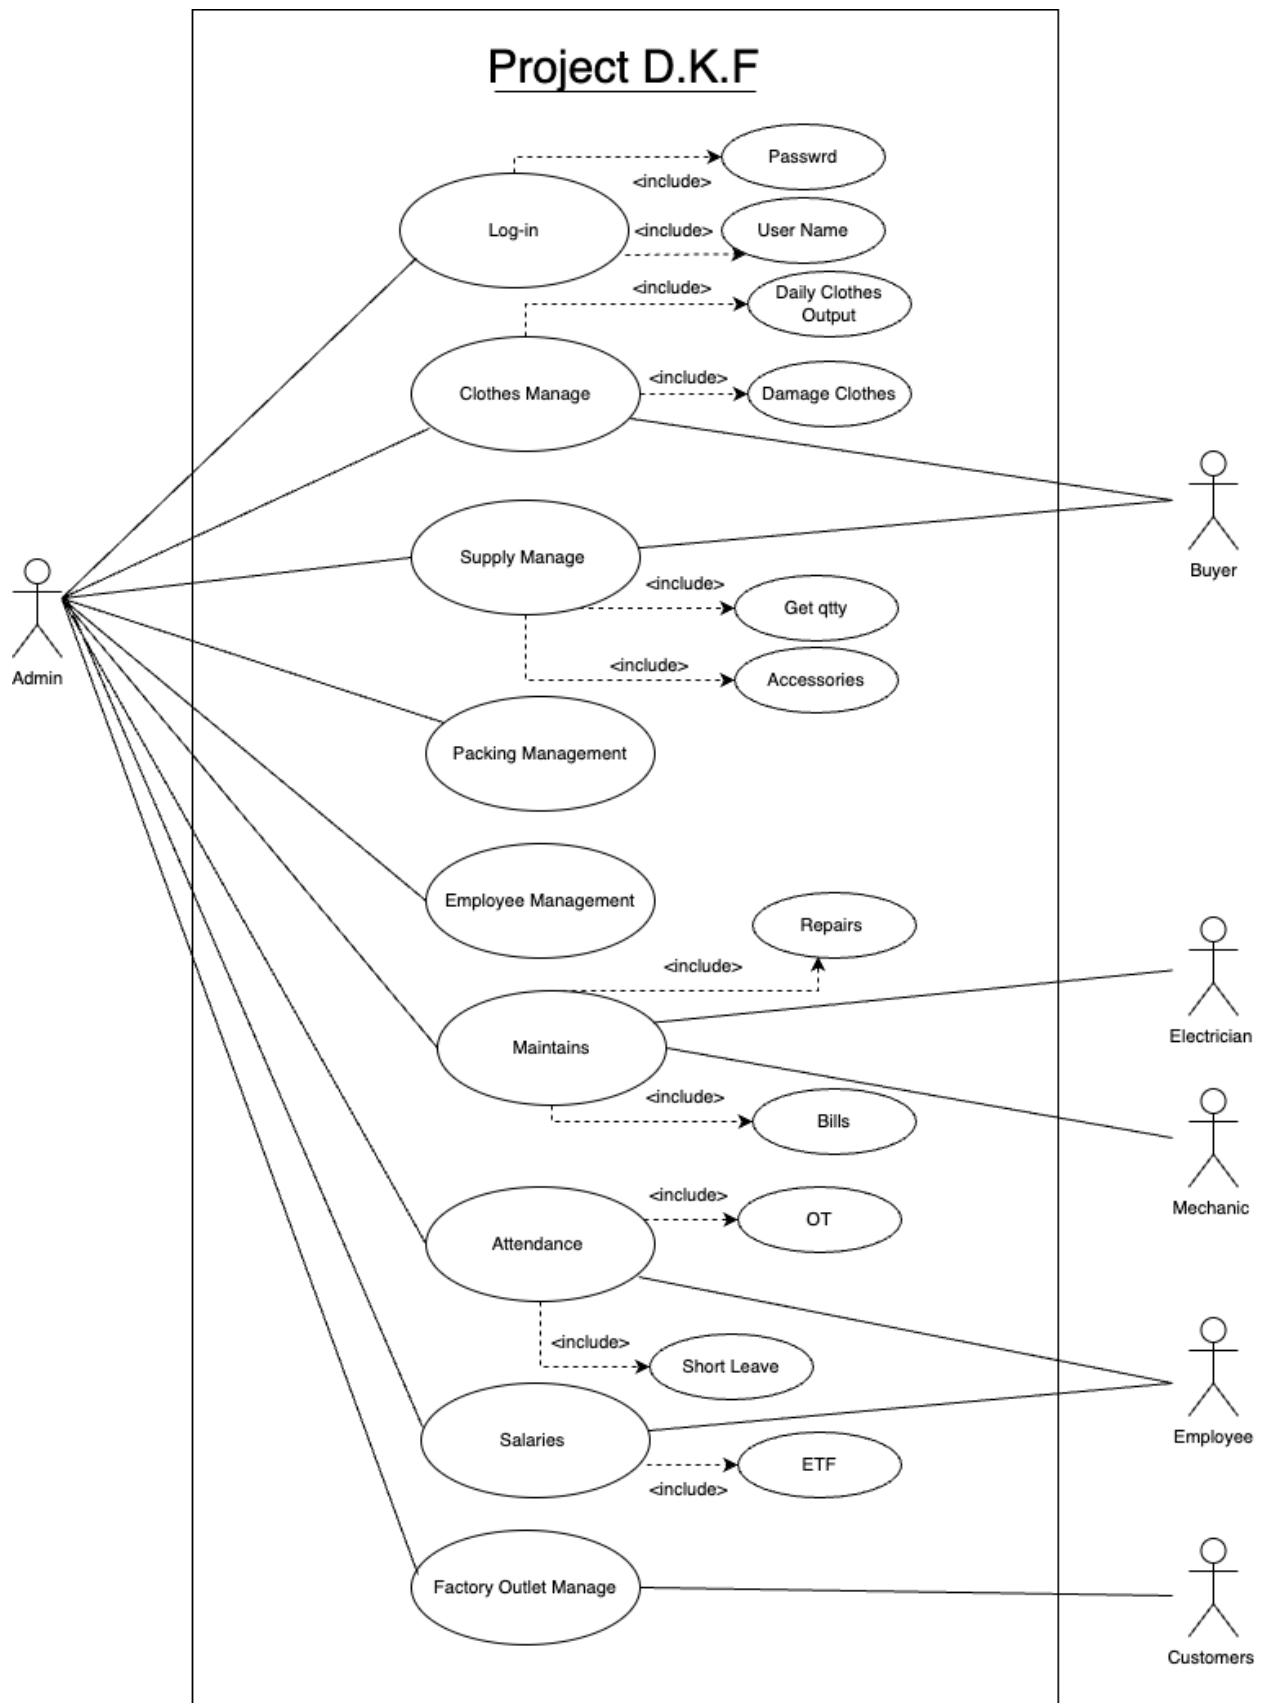 Project D.K.F
Passwrd
<include>
Log-in
<include>
User Name
<include>
Daily Clothes
Output
Clothes Manage
<include>
Damage Clothes
Supply Manage
Buyer
<include>
Get qtty
<include>
Accessories
Admin
Packing Management
Employee Management
Repairs
<include>
Electrician
Maintains
<include>
Bills
Mechanic
<include>
OT
Attendance
<include>
Short Leave
Employee
Salaries
ETF
<include>
Factory Outlet Manage
Customers